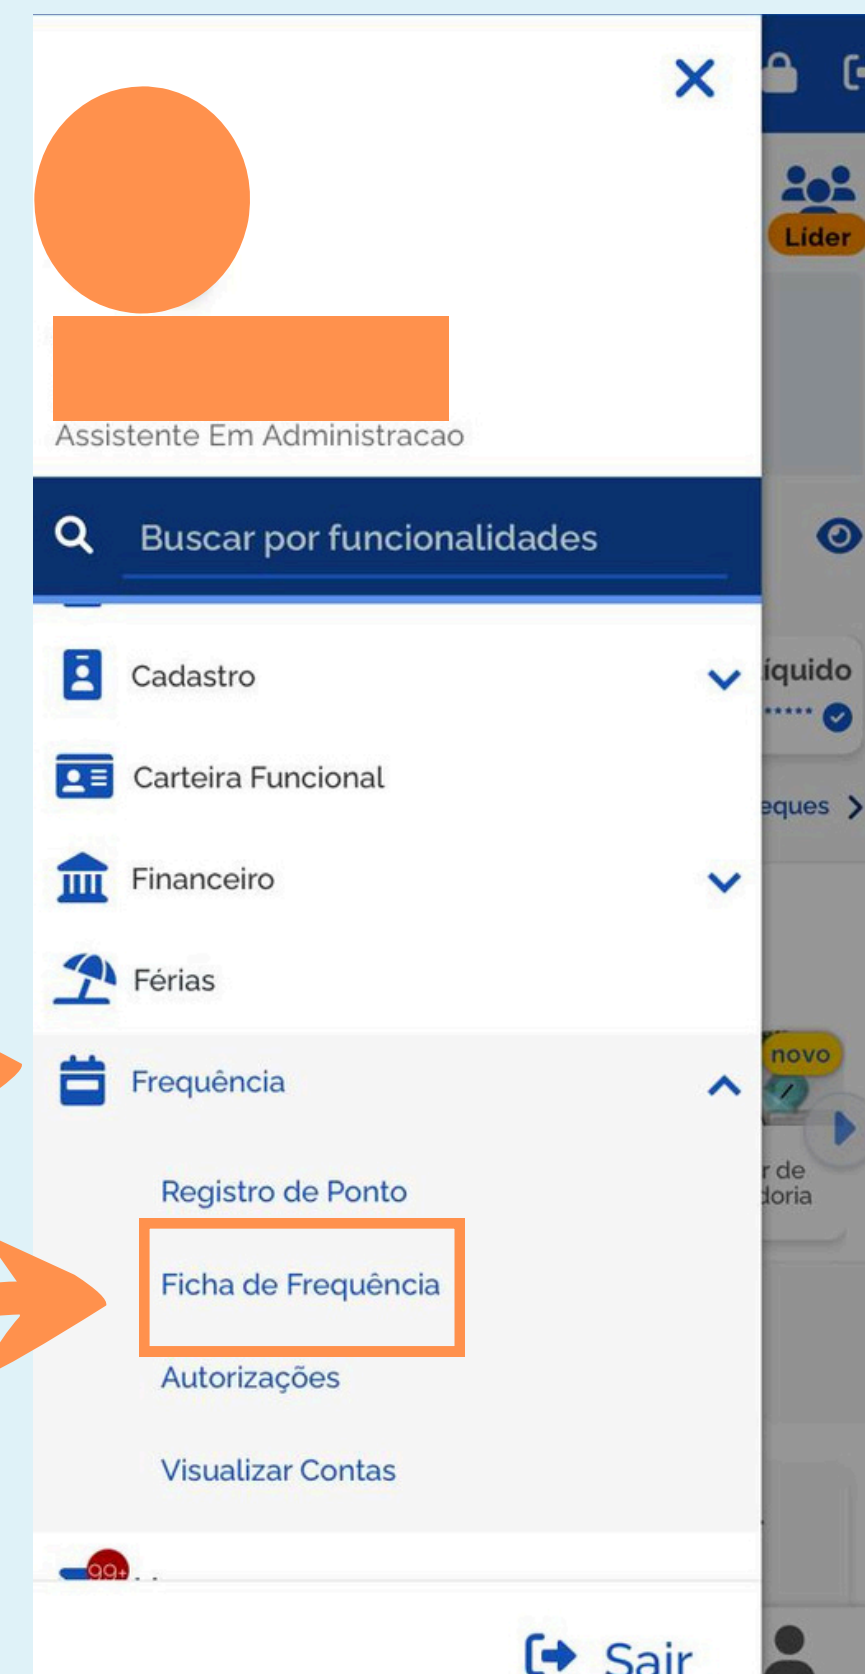 Líder
Assistente Em Administracao
Buscar por funcionalidades
Cadastro
íquido
***** 
Carteira Funcional
eques
Financeiro
Férias
novo
Frequência
r de
doria
Registro de Ponto
Ficha de Frequência
Autorizações
Visualizar Contas
99+
Sair